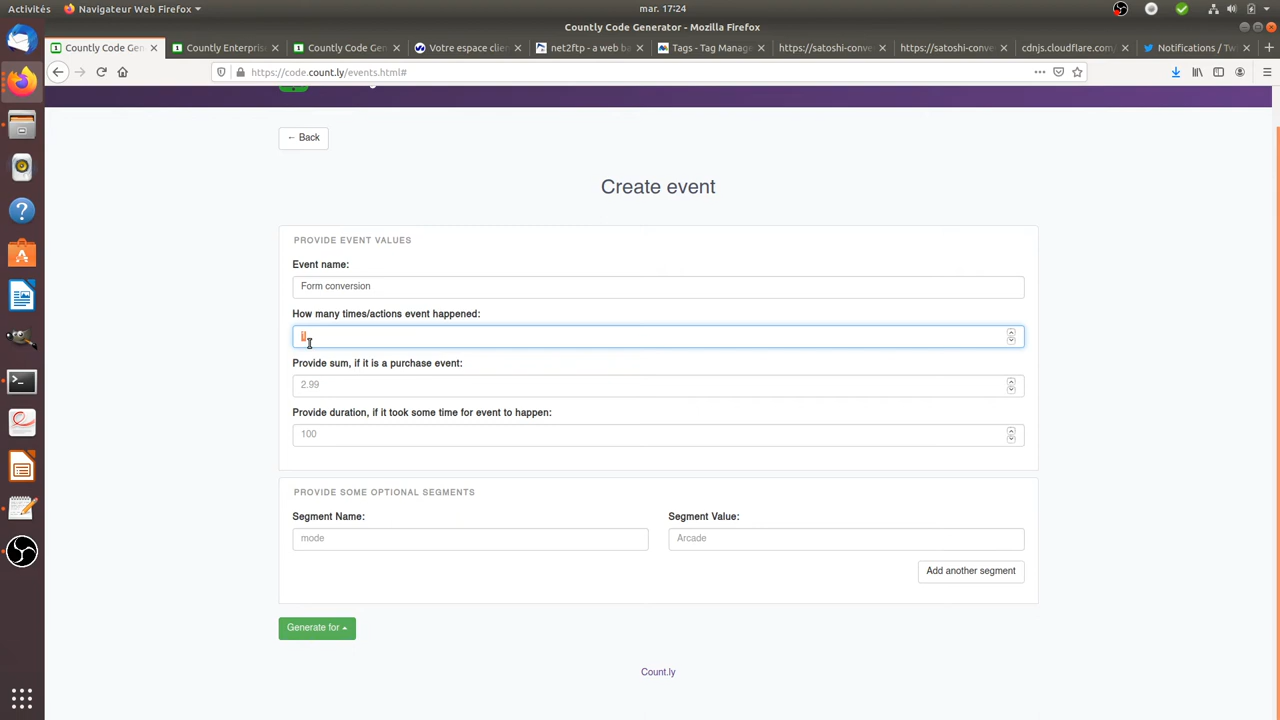 Activités
Navigateur Web Firefox
mar. 17:24
Countly Code Generator - Mozilla Firefox
Countly Code Generator
Countly Enterprise
Countly Code Gen
Votre espace clien
net2ftp - a web ba
Tags - Tag Manage
https://satoshi-conve
https://satoshi-conve
cdnjs.cloudflare.com/
Notifications / Tw
https://code.count.ly/events.html#
← Back
Create event
PROVIDE EVENT VALUES
Event name:
Form conversion
How many times/actions event happened:
Provide sum, if it is a purchase event:
2.99
Provide duration, if it took some time for event to happen:
100
PROVIDE SOME OPTIONAL SEGMENTS
Segment Name:
Segment Value:
mode
Arcade
Add another segment
Generate for
Count.ly